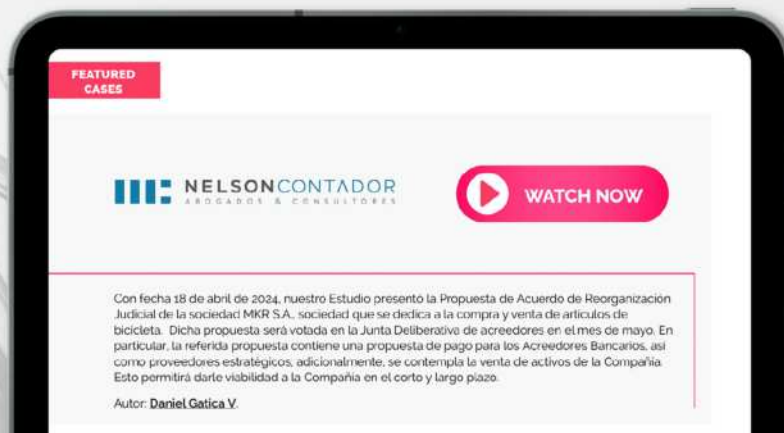 FEATURED
CASES
NELSONCONTADOR
ABOGADOS & CONSULTORES
WATCH NOW
Con fecha 18 de abril de 2024, nuestro Estudio presentó la Propuesta de Acuerdo de Reorganización
Judicial de la sociedad MKR S.A., sociedad que se dedica a la compra y venta de artículos de
bicicleta. Dicha propuesta será votada en la Junta Deliberativa de acreedores en el mes de mayo. En
particular, la referida propuesta contiene una propuesta de pago para los Acreedores Bancarios, así
como proveedores estratégicos, adicionalmente, se contempla la venta de activos de la Compañía.
Esto permitirá darle viabilidad a la Compañía en el corto y largo plazo.
Autor: Daniel Gatica V.